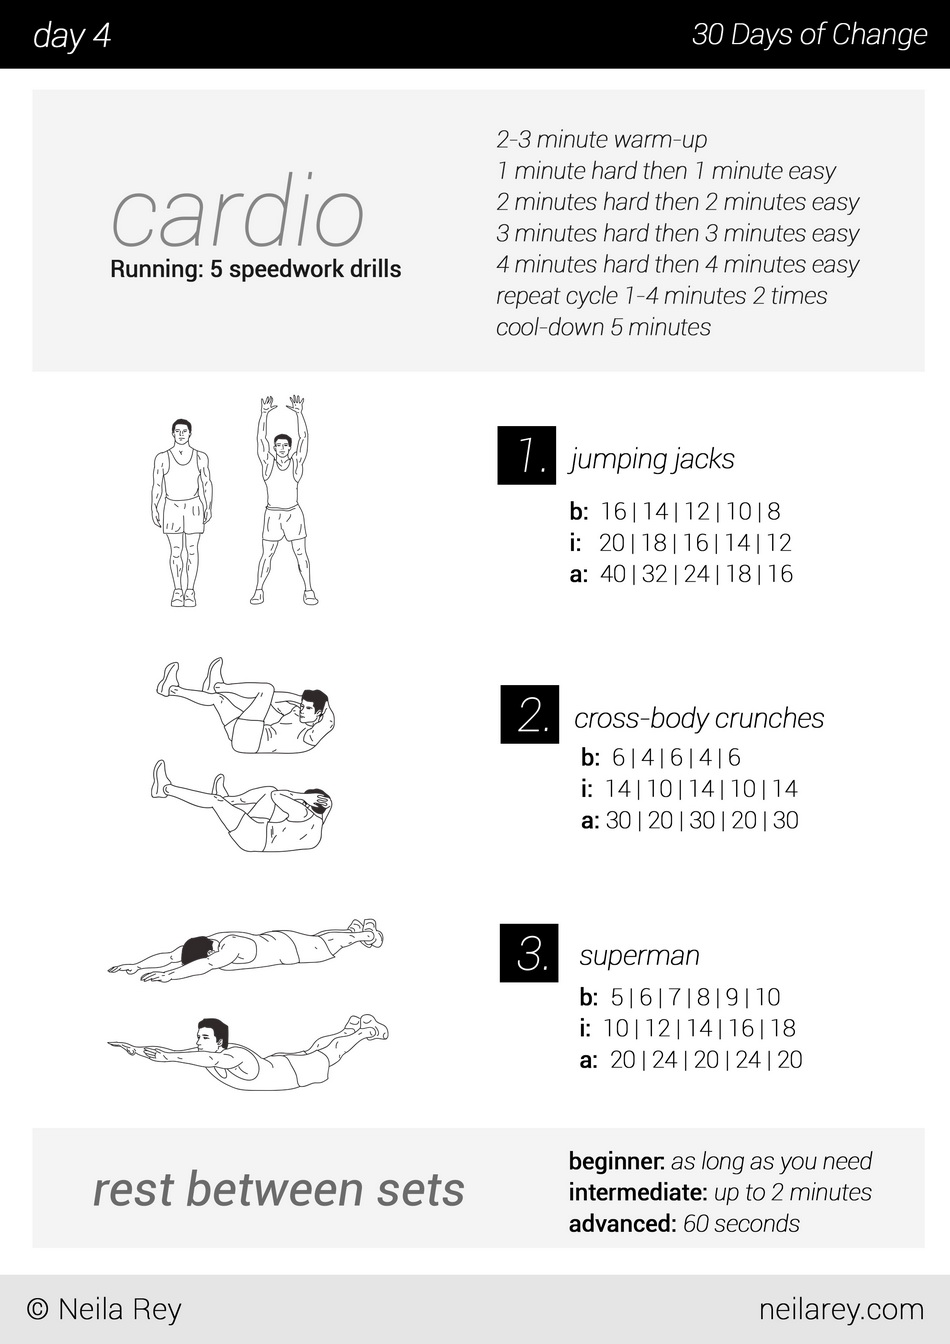 day 4
30 Days of Change
cardio
Running: 5 speedwork drills
2-3 minute warm-up
1 minute hard then 1 minute easy
2 minutes hard then 2 minutes easy
3 minutes hard then 3 minutes easy
4 minutes hard then 4 minutes easy
repeat cycle 1-4 minutes 2 times
cool-down 5 minutes
1. jumping jacks
b: 16 | 14 | 12 | 10 | 8
i: 20 | 18 | 16 | 14 | 12
a: 40 | 32 | 24 | 18 | 16
2. cross-body crunches
b: 6 | 4 | 6 | 4 | 6
i: 14 | 10 | 14 | 10 | 14
a: 30 | 20 | 30 | 20 | 30
3. superman
b: 5 | 6 | 7 | 8 | 9 | 10
i: 10 | 12 | 14 | 16 | 18
a: 20 | 24 | 20 | 24 | 20
rest between sets
beginner: as long as you need
intermediate: up to 2 minutes
advanced: 60 seconds
© Neila Rey
neilarey.com